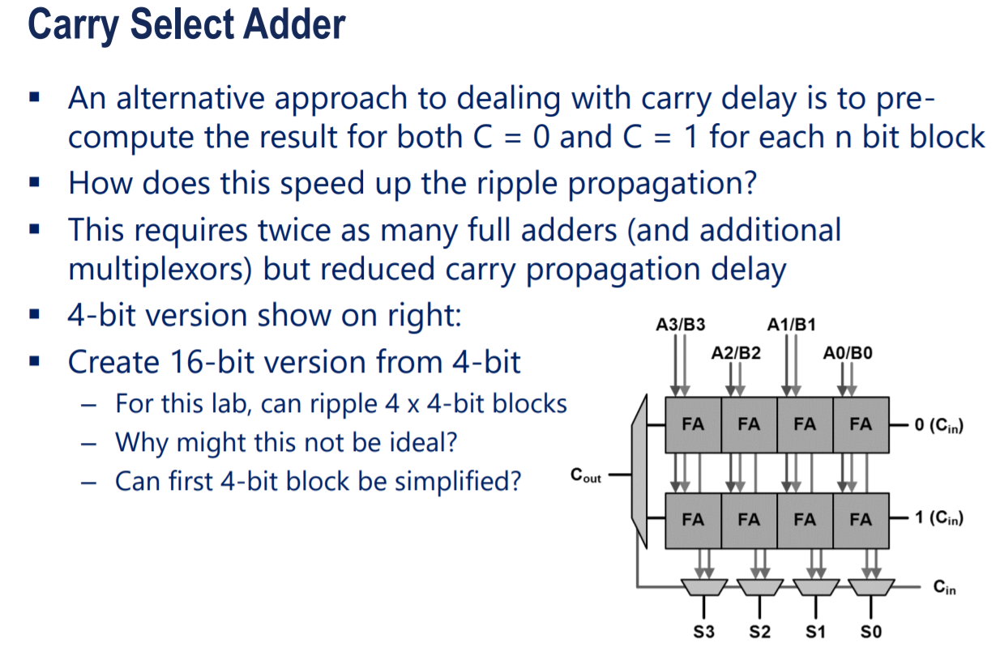 Carry Select Adder
▪ An alternative approach to dealing with carry delay is to pre-
compute the result for both C = 0 and C = 1 for each n bit block
▪ How does this speed up the ripple propagation?
▪ This requires twice as many full adders (and additional
multiplexors) but reduced carry propagation delay
▪ 4-bit version show on right:
▪ Create 16-bit version from 4-bit
– For this lab, can ripple 4 x 4-bit blocks
– Why might this not be ideal?
– Can first 4-bit block be simplified?
A3/B3 A1/B1
A2/B2 A0/B0
FA FA FA FA 0 (Cin)
Cout
FA FA FA FA 1 (Cin)
Cin
S3 S2 S1 S0